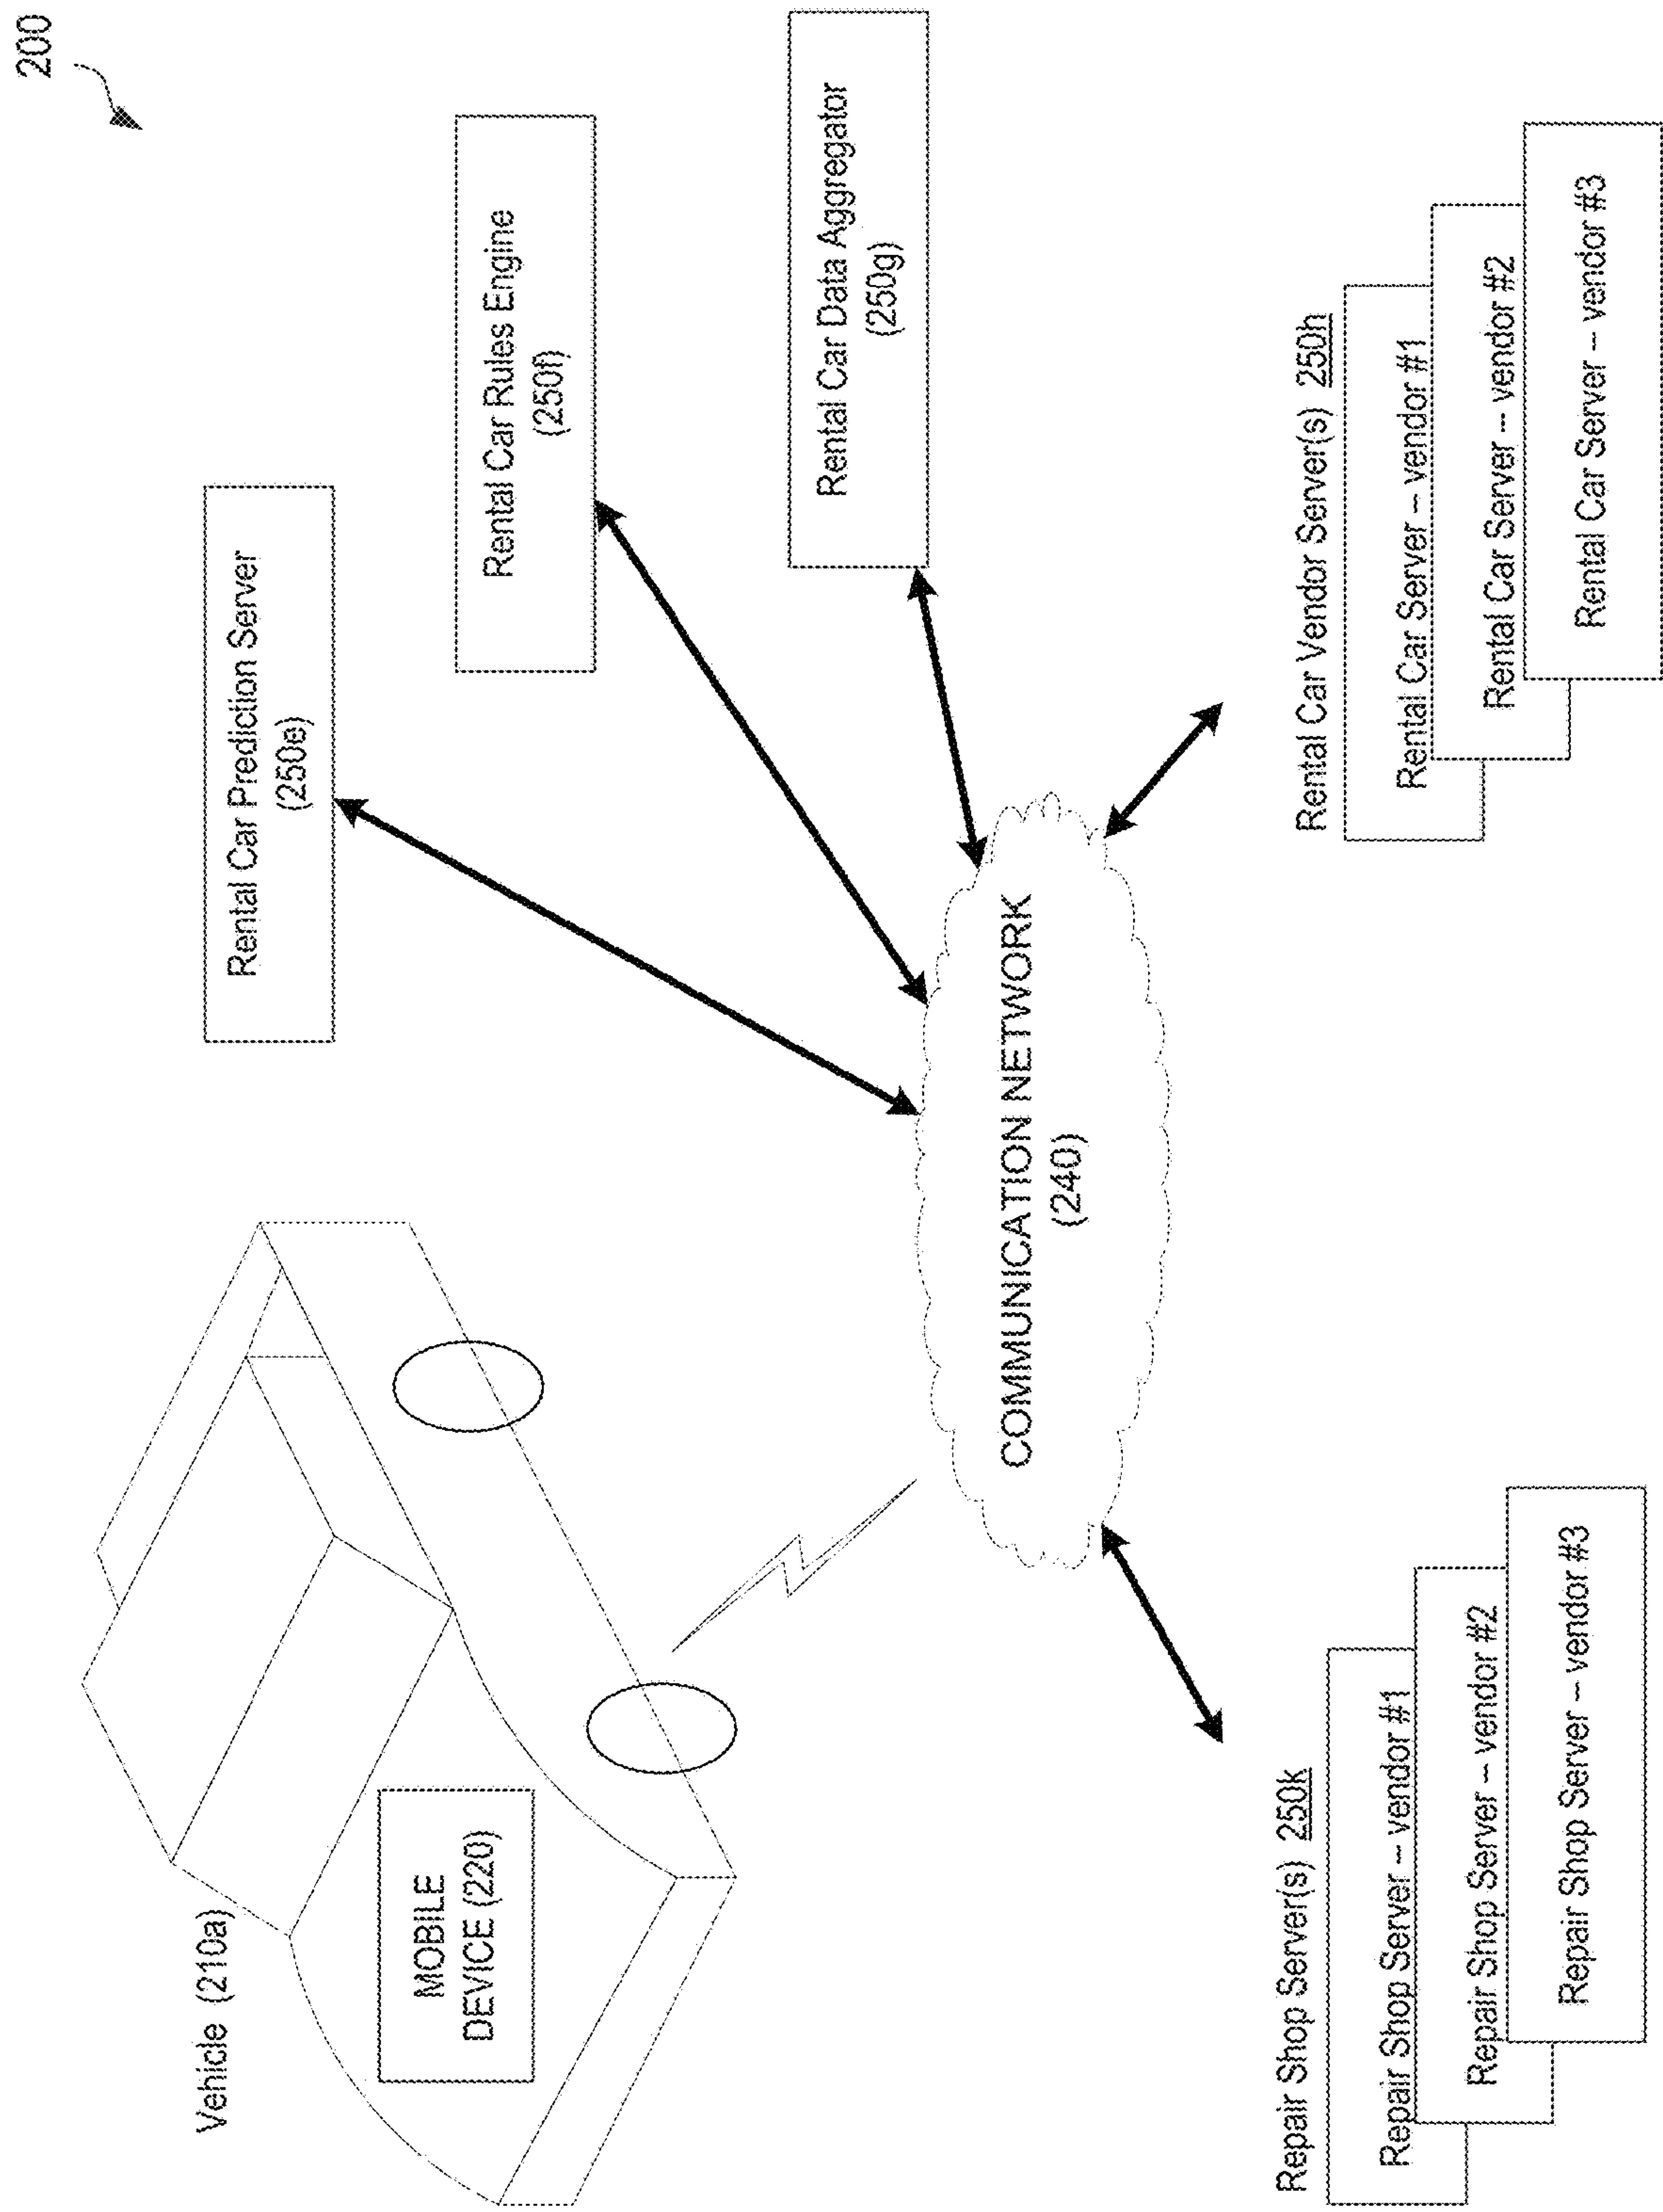 200
Vehicle (210a)
MOBILE
DEVICE (220)
Rental Car Prediction Server
(250e)
Rental Car Rules Engine
(250f)
Rental Car Data Aggregator
(250g)
COMMUNICATION NETWORK
(240)
Repair Shop Server(s) 250k
Repair Shop Server – vendor #1
Repair Shop Server – vendor #2
Repair Shop Server – vendor #3
Rental Car Vendor Server(s) 250h
Rental Car Server – vendor #1
Rental Car Server – vendor #2
Rental Car Server – vendor #3